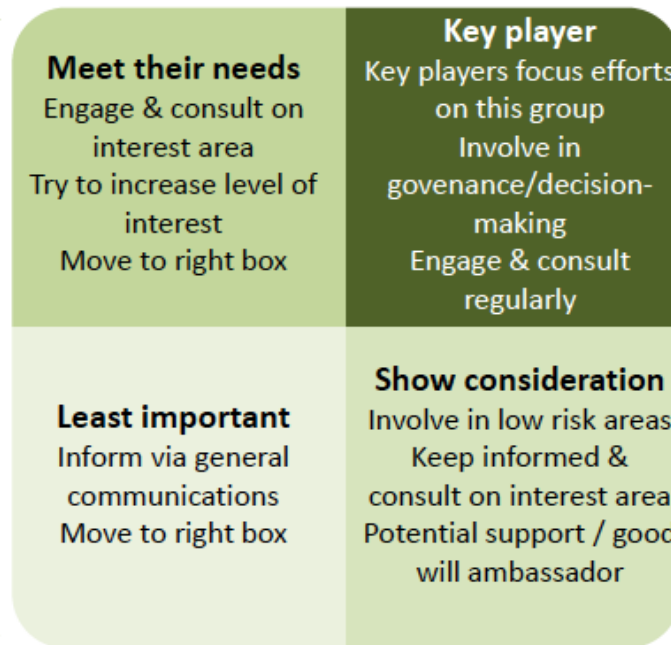 Meet their needs
Engage & consult on
interest area
Try to increase level of
interest
Move to right box
Key player
Key players focus efforts
on this group
Involve in
govenance/decision-
making
Engage & consult
regularly
Least important
Inform via general
communications
Move to right box
Show consideration
Involve in low risk areas
Keep informed &
consult on interest area
Potential support / good
will ambassador